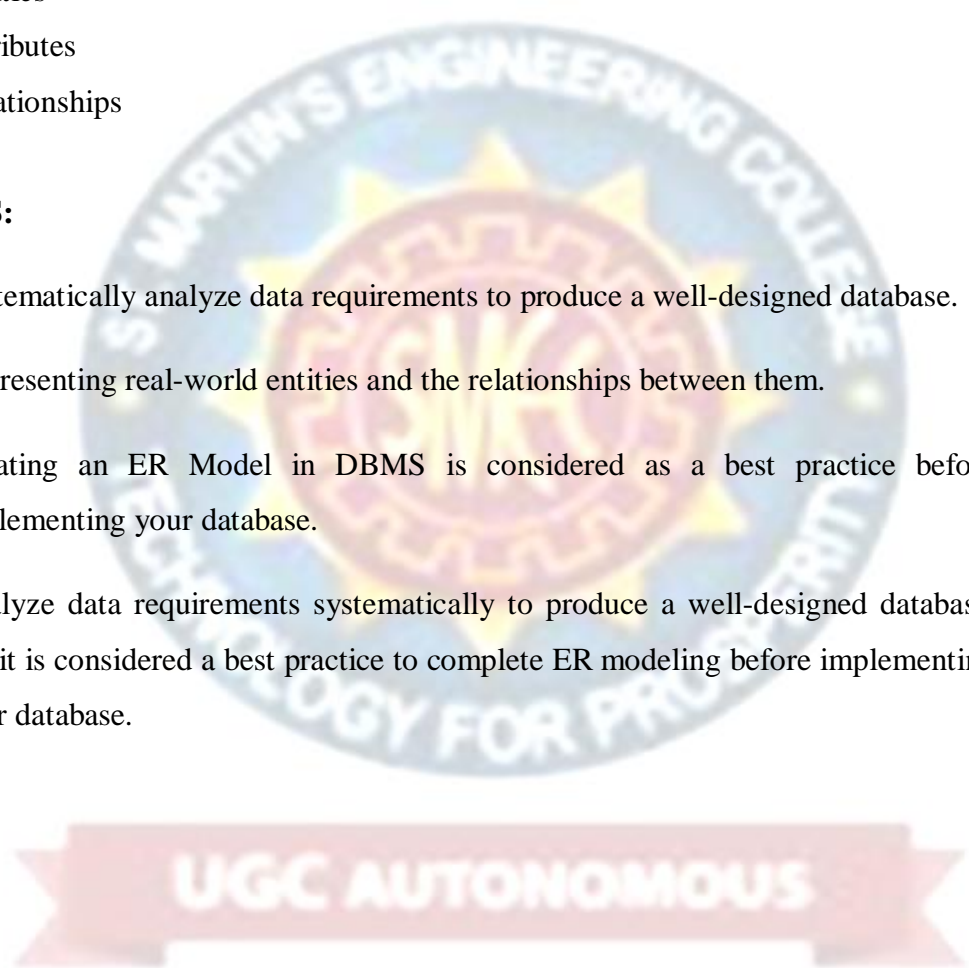 ributes
ationships
:
tematically analyze data requirements to produce a well-designed database.
resenting real-world entities and the relationships between them.
ating an ER Model in DBMS is considered as a best practice befo
lementing your database.
lyze data requirements systematically to produce a well-designed databas
it is considered a best practice to complete ER modeling before implementin
r database.
ST. MARTIN'S ENGINEERING COLLEGE
SMEC
TECHNOLOGY FOR PROSPERITY
UGC AUTONOMOUS